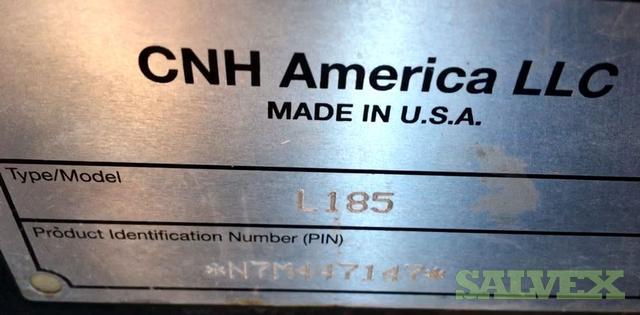 CNH America LLC
MADE IN U.S.A.
Type/Model
L185
Product Identification Number (PIN)
*N7M447147*
SALVEX